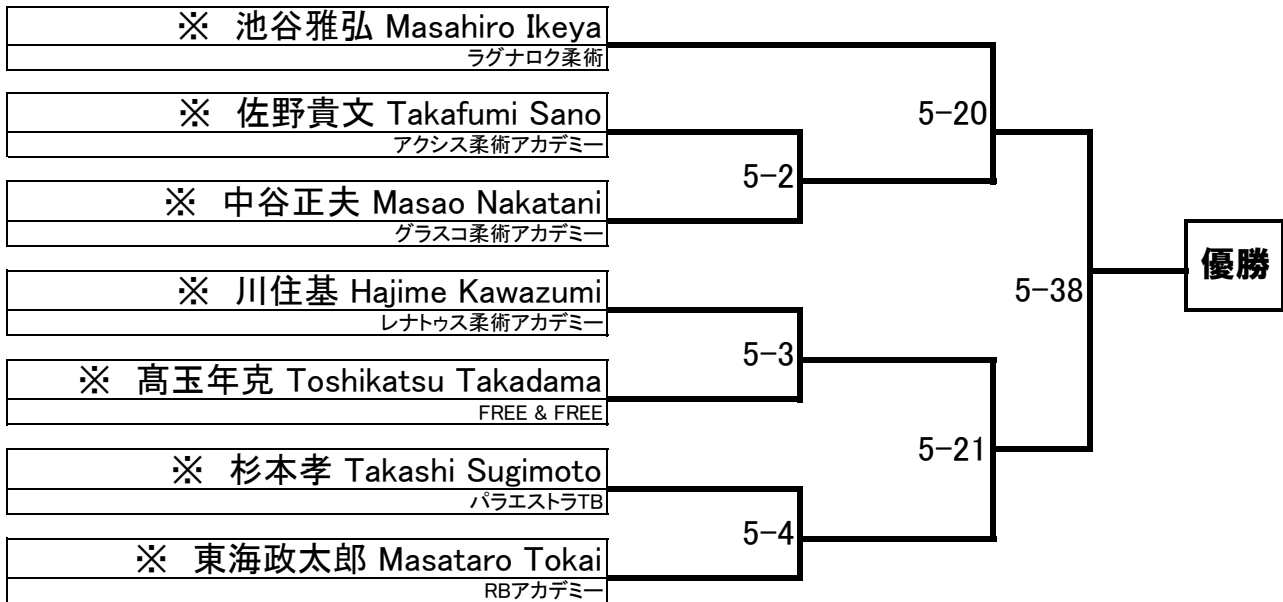 ※ 池谷雅弘 Masahiro Ikeya
ラグナロク柔術
※ 佐野貴文 Takafumi Sano
アクシス柔術アカデミー
※ 中谷正夫 Masao Nakatani
グラスコ柔術アカデミー
※ 川住基 Hajime Kawazumi
レナトゥス柔術アカデミー
※ 髙玉年克 Toshikatsu Takadama
FREE & FREE
※ 杉本孝 Takashi Sugimoto
パラエストラTB
※ 東海政太郎 Masataro Tokai
RBアカデミー
5-2
5-3
5-4
5-20
5-21
5-38
優勝